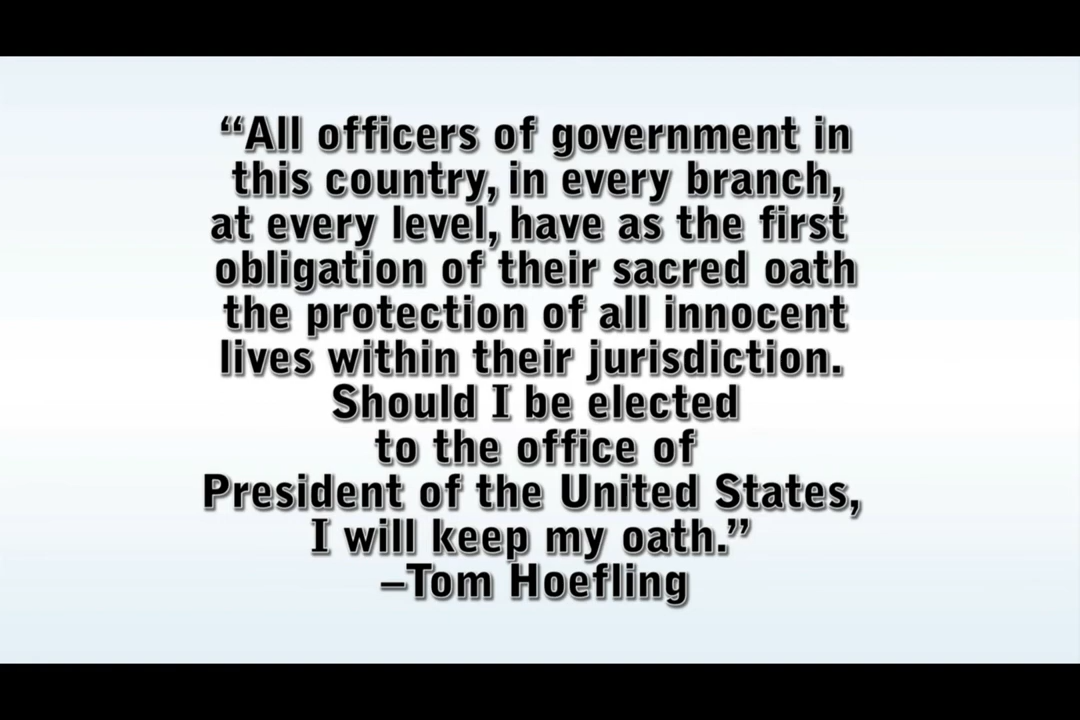 “All officers of government in
this country, in every branch,
at every level, have as the first
obligation of their sacred oath
the protection of all innocent
lives within their jurisdiction.
Should I be elected
to the office of
President of the United States,
I will keep my oath.”
–Tom Hoefling